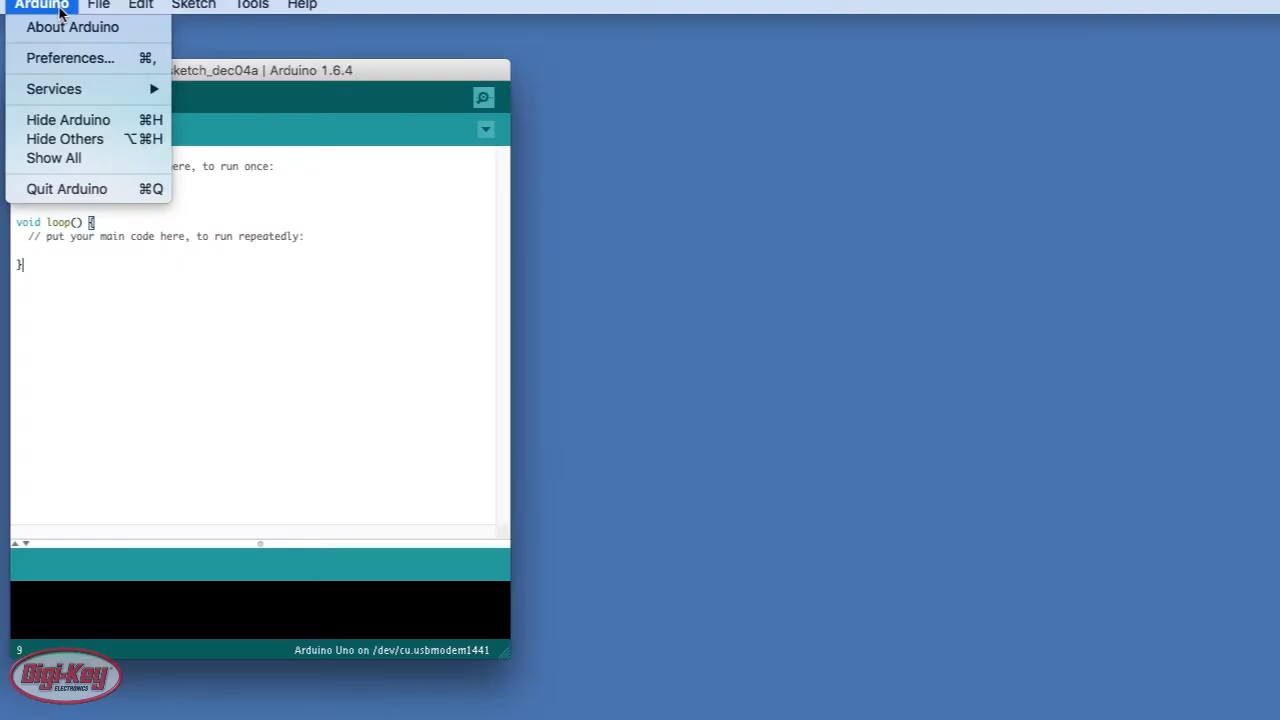 Arduino File Edit Sketch Tools Help
About Arduino
Preferences... ⌘,
Services ▶
Hide Arduino ⌘H
Hide Others ⌥⌘H
Show All
Quit Arduino ⌘Q
sketch_dec04a | Arduino 1.6.4
ere, to run once:
void loop() {
// put your main code here, to run repeatedly:
}
9 Arduino Uno on /dev/cu.usbmodem1441
Digi-Key
ELECTRONICS